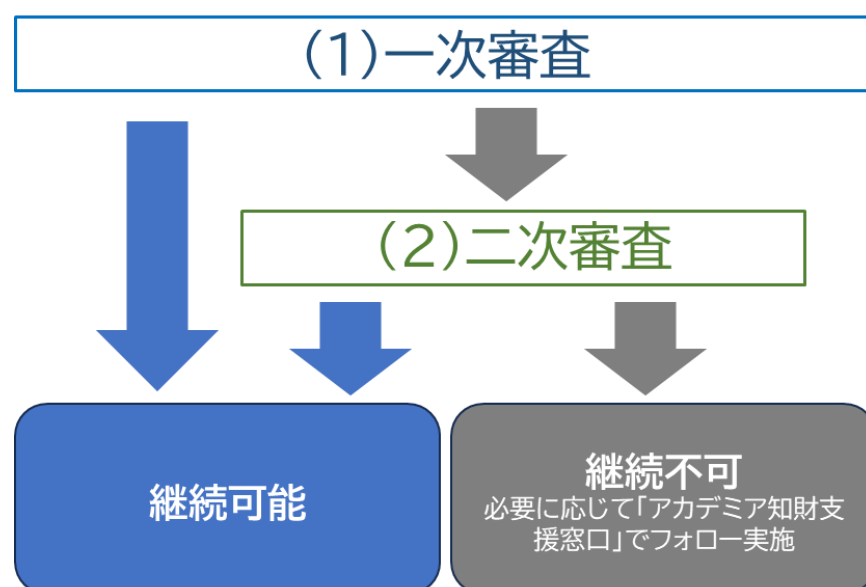 (1)一次審査
(2)二次審査
継続可能
継続不可
必要に応じて「アカデミア知財支
援窓口」でフォロー実施